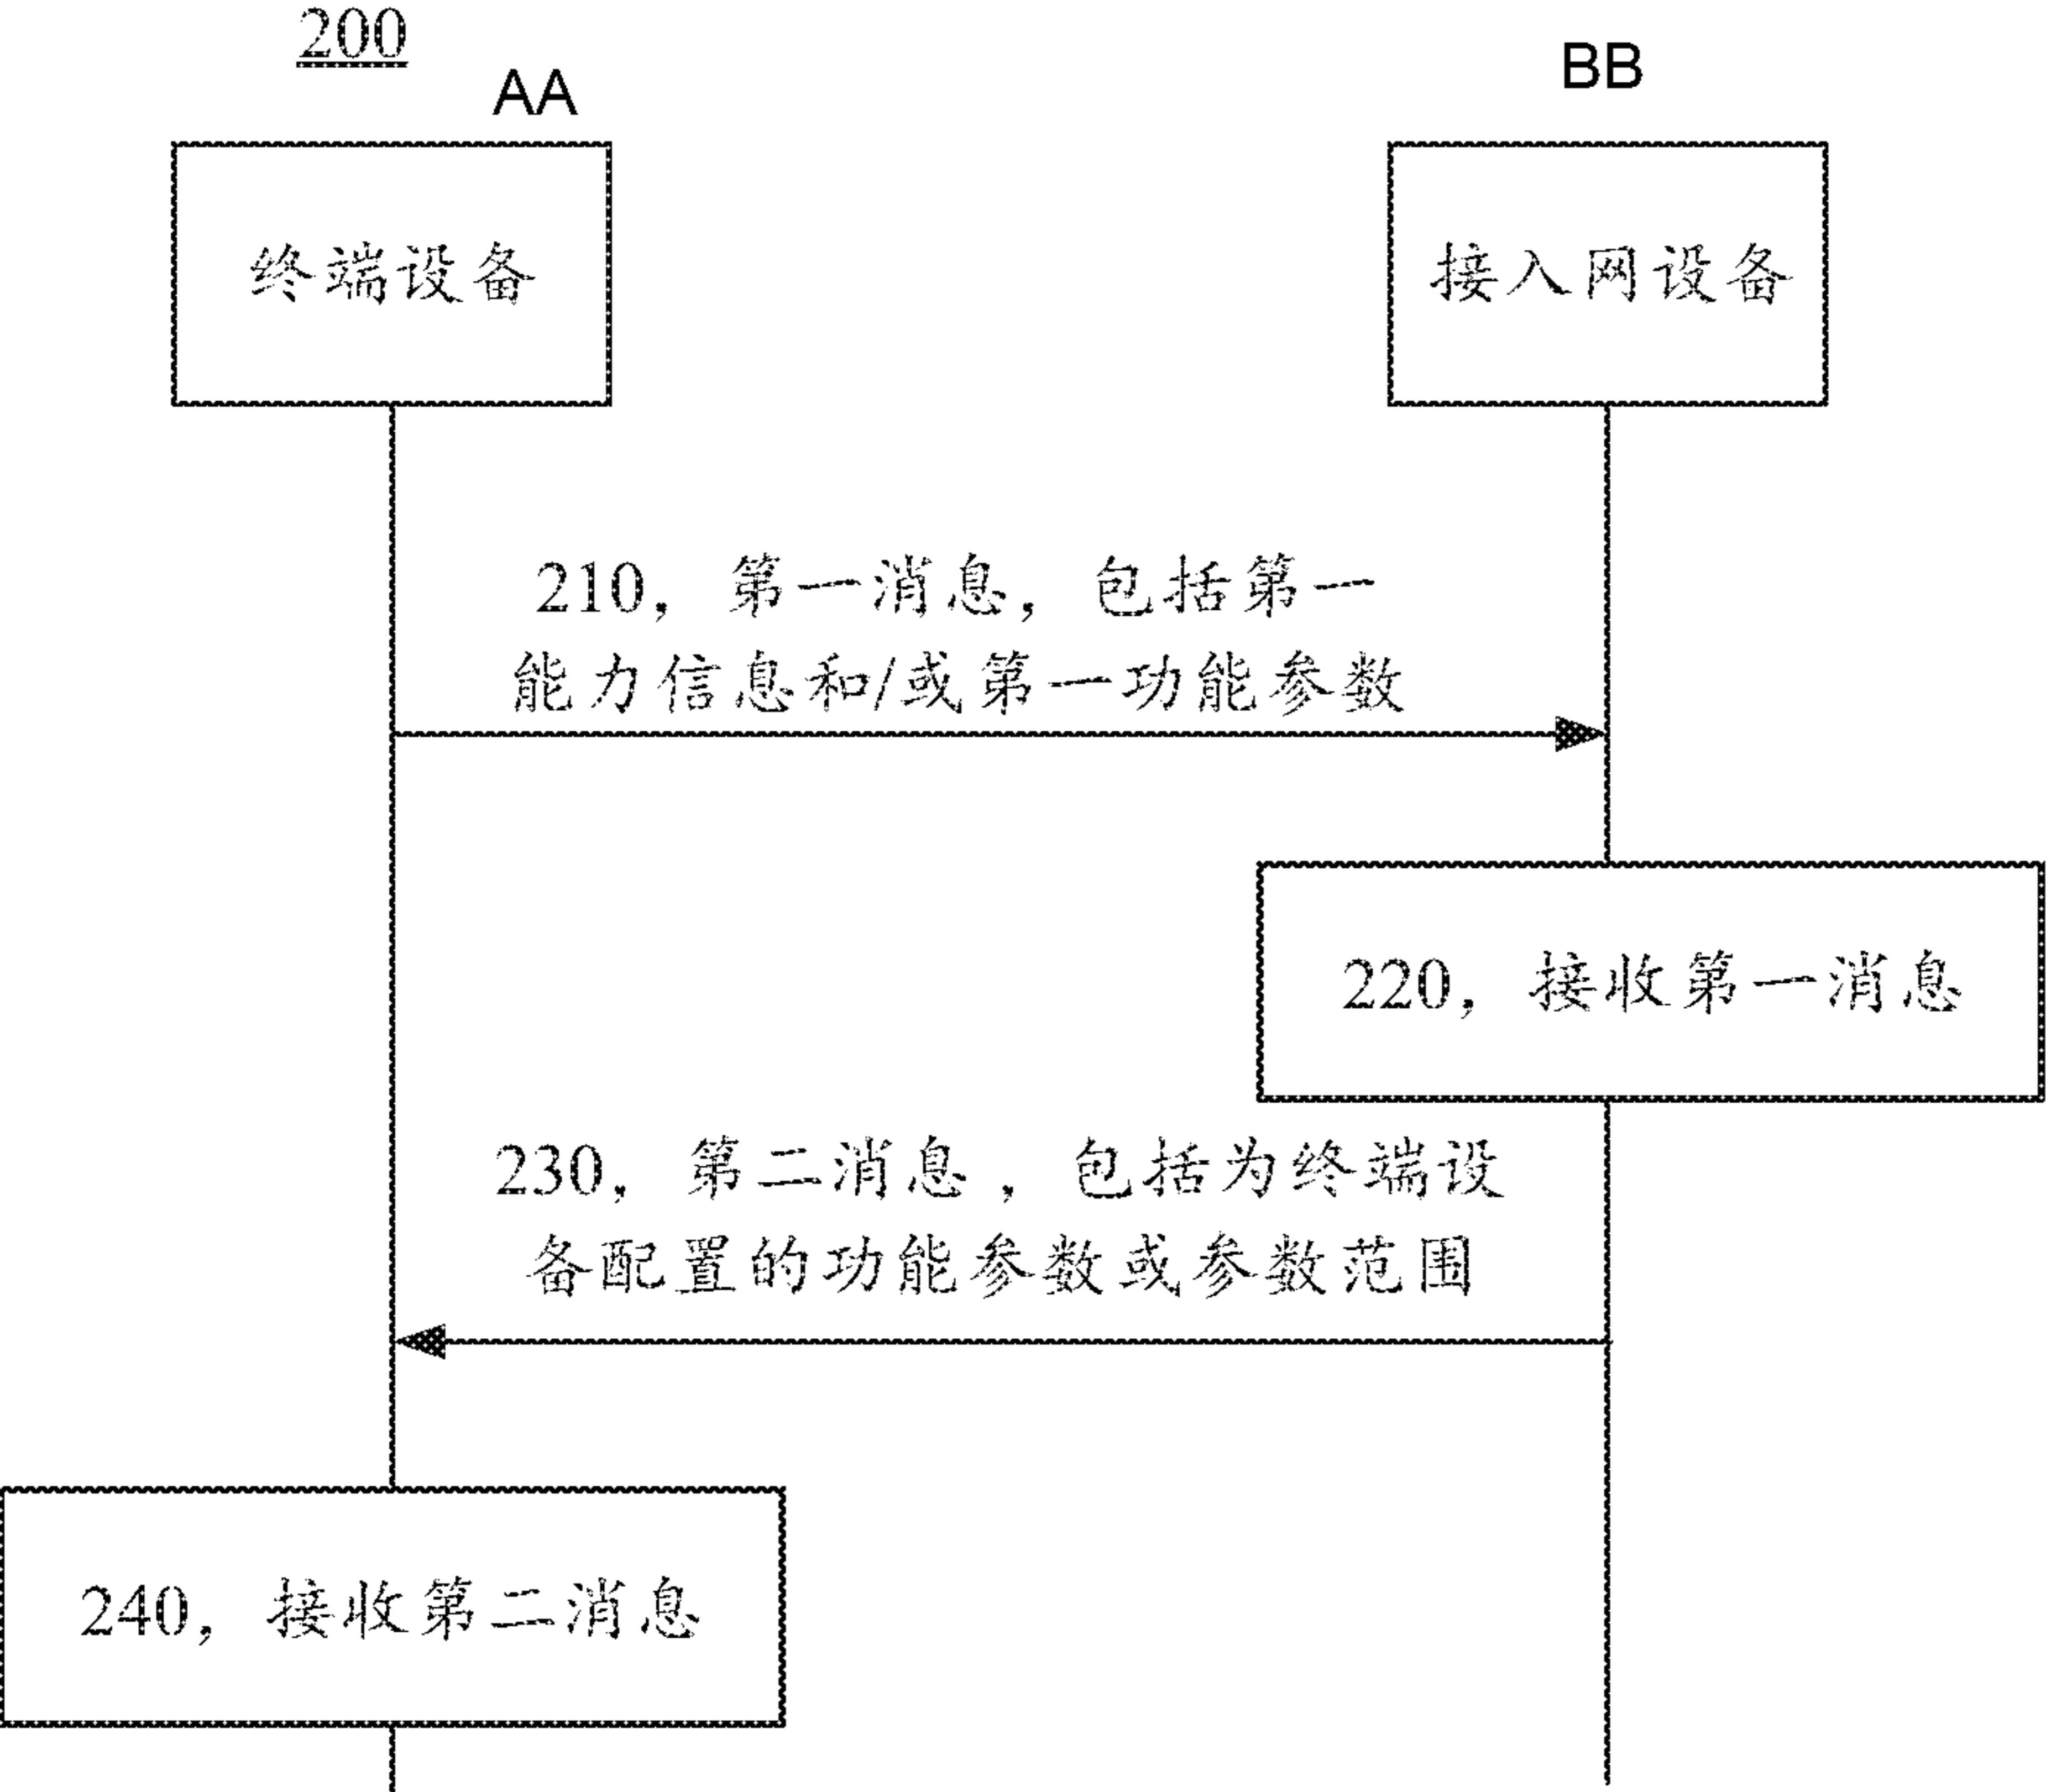 200
AA
BB
终端设备
接入网设备
210，第一消息，包括第一
能力信息和/或第一功能参数
220，接收第一消息
230，第二消息，包括为终端设
备配置的功能参数或参数范围
240，接收第二消息